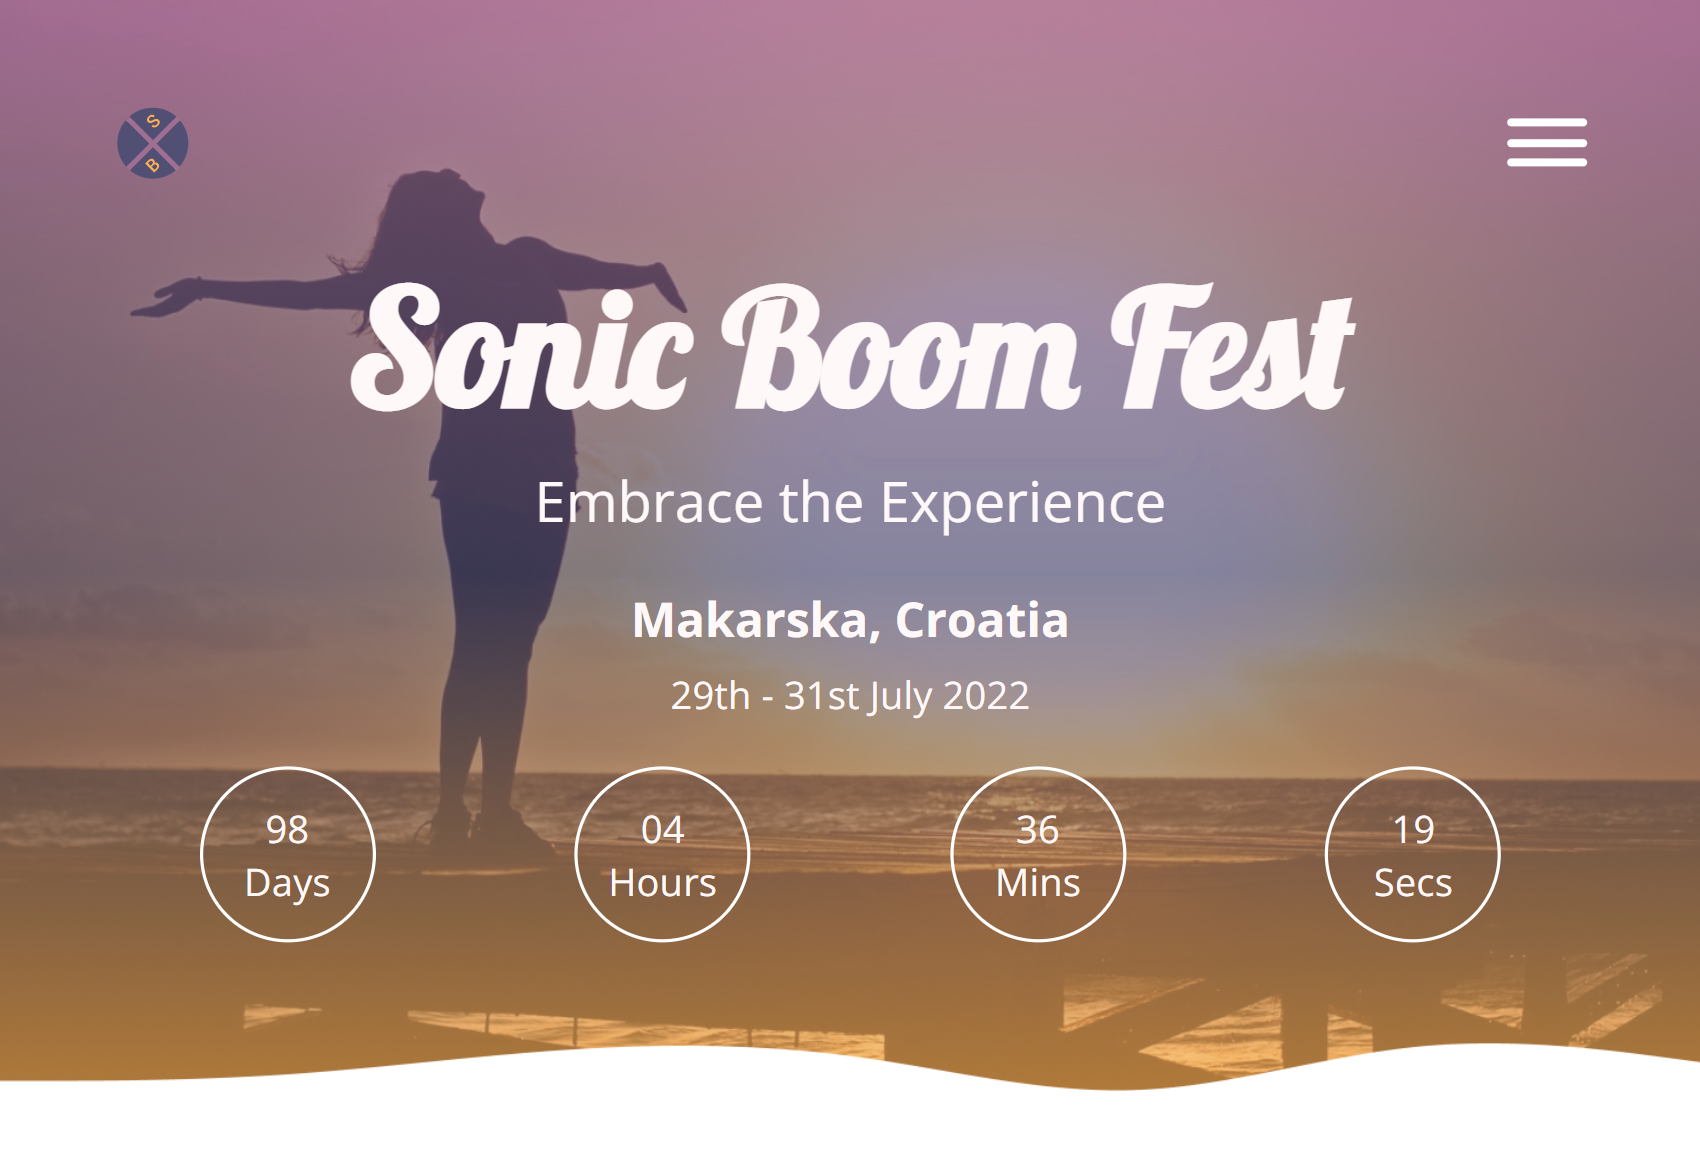 S
B
Sonic Boom Fest
Embrace the Experience
Makarska, Croatia
29th - 31st July 2022
98
Days
04
Hours
36
Mins
19
Secs